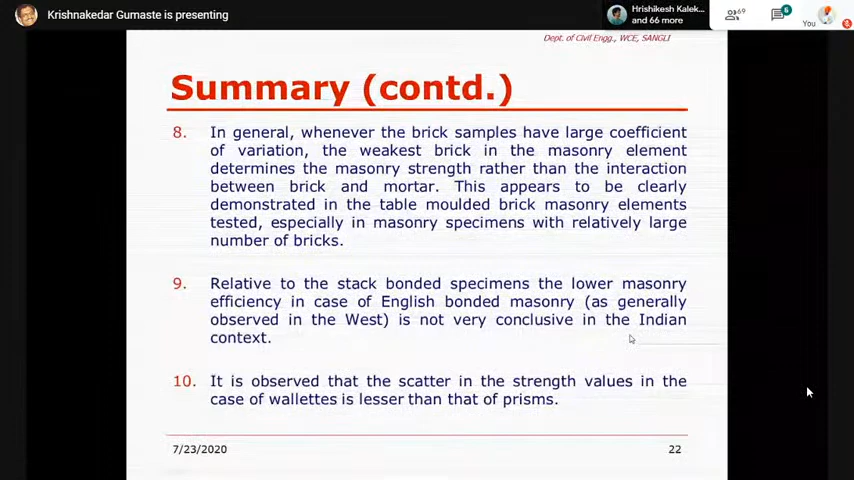 Krishnakedar Gumaste is presenting
Hrishikesh Kalek...
and 66 more
69
6
You
Dept. of Civil Engg., WCE, SANGLI
Summary (contd.)
8. In general, whenever the brick samples have large coefficient
of variation, the weakest brick in the masonry element
determines the masonry strength rather than the interaction
between brick and mortar. This appears to be clearly
demonstrated in the table moulded brick masonry elements
tested, especially in masonry specimens with relatively large
number of bricks.
9. Relative to the stack bonded specimens the lower masonry
efficiency in case of English bonded masonry (as generally
observed in the West) is not very conclusive in the Indian
context.
10. It is observed that the scatter in the strength values in the
case of wallettes is lesser than that of prisms.
7/23/2020
22